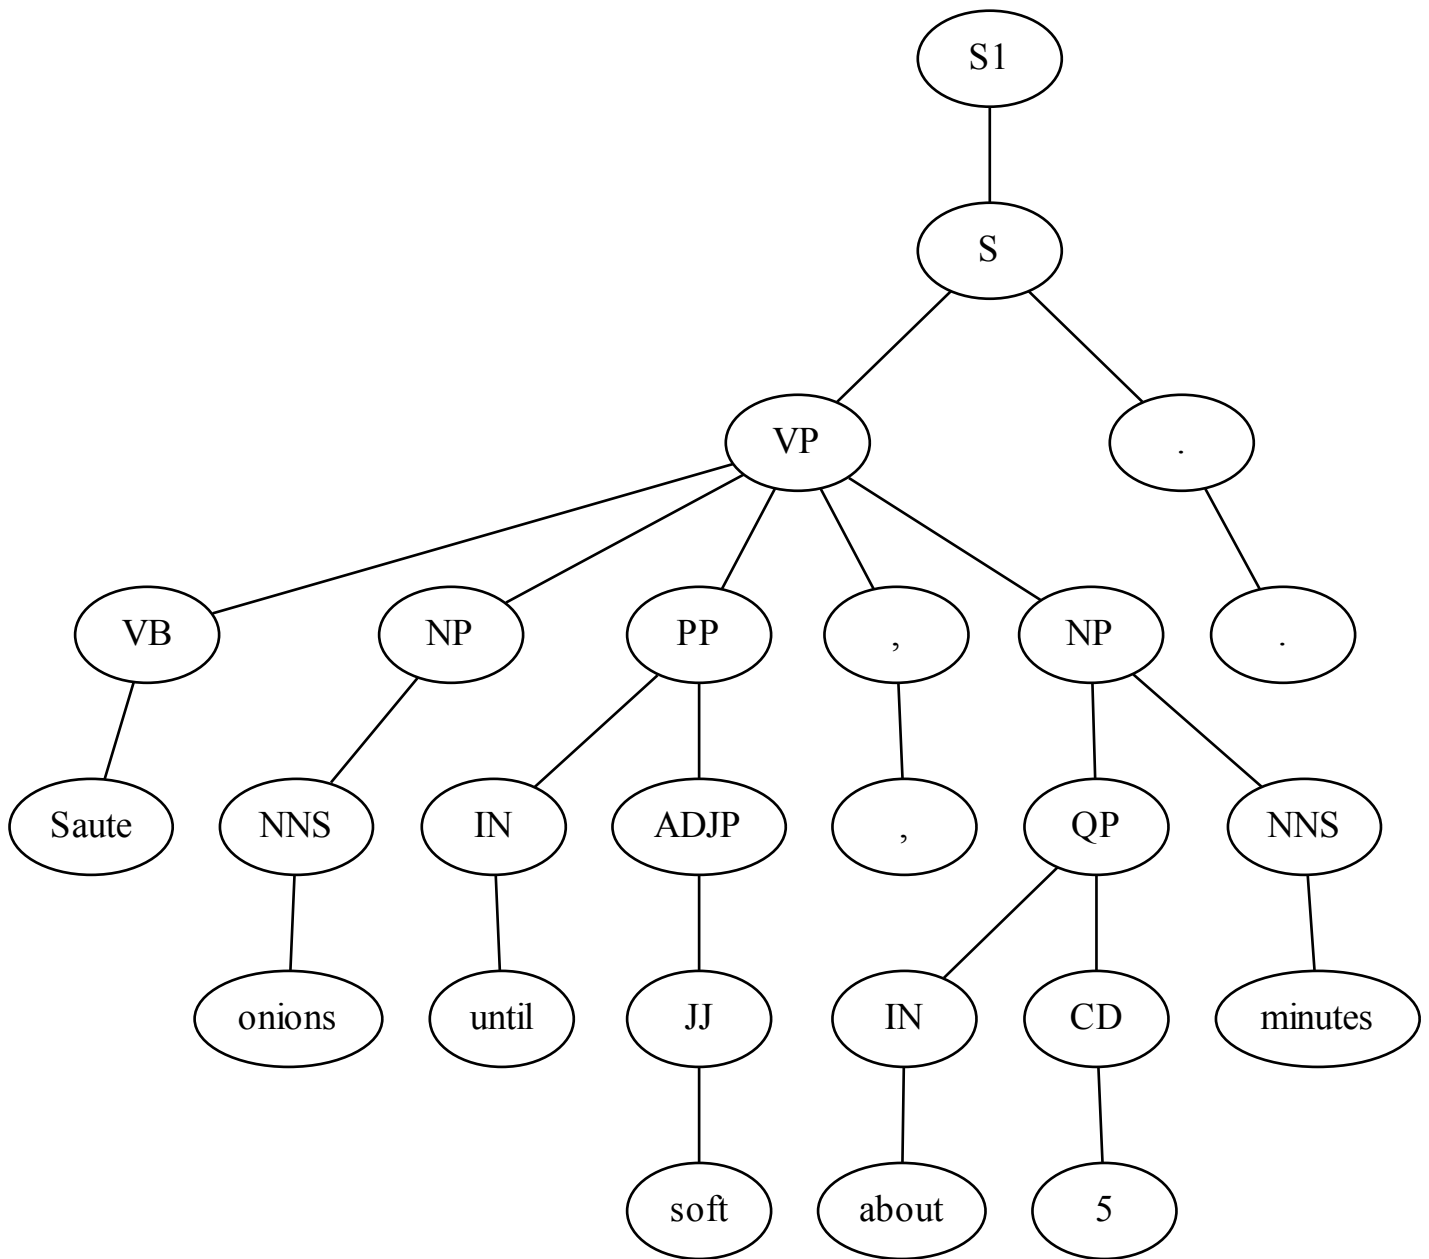 S1
S
VP .
VB NP PP , NP .
Saute NNS IN ADJP , QP NNS
onions until JJ IN CD minutes
soft about 5